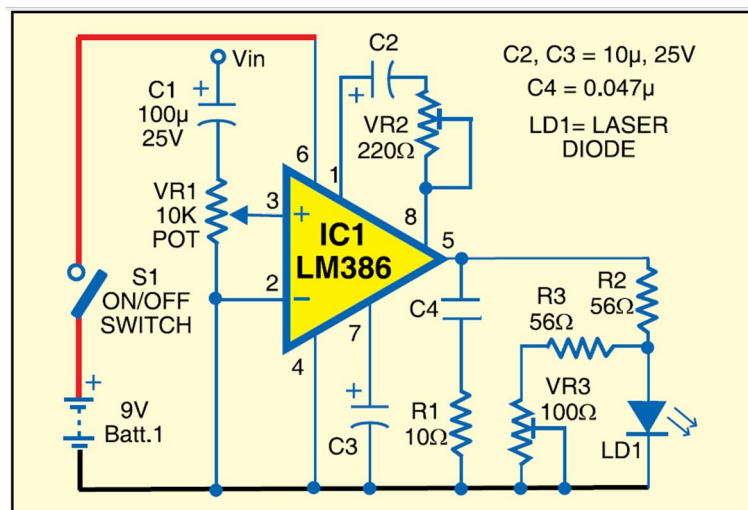 Vin
C1
+
100µ
25V
6
C2
+
1
VR2
220Ω
C2, C3 = 10µ, 25V
C4 = 0.047µ
LD1= LASER
DIODE
VR1
10K
POT
3
+
IC1
LM386
8
5
2
−
S1
ON/OFF
SWITCH
7
4
C4
R3
56Ω
R2
56Ω
+
9V
Batt.1
+
C3
R1
10Ω
VR3
100Ω
LD1